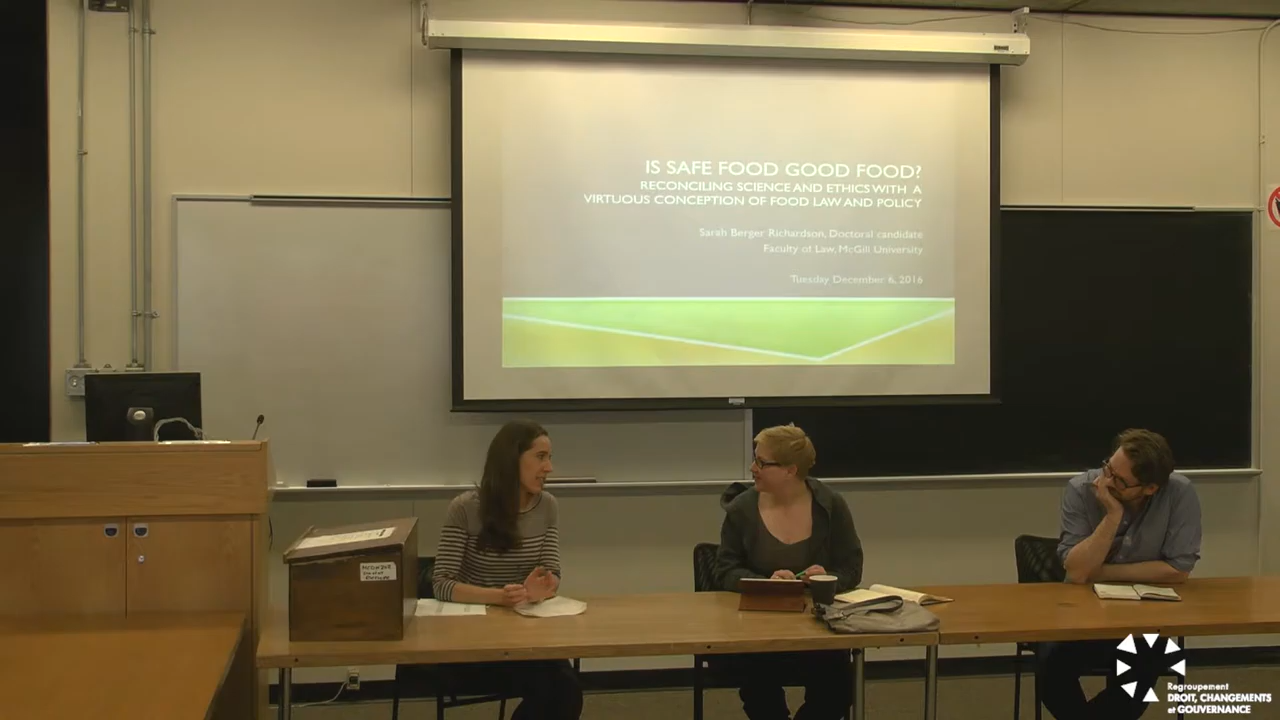 IS SAFE FOOD GOOD FOOD?
RECONCILING SCIENCE AND ETHICS WITH A
VIRTUOUS CONCEPTION OF FOOD LAW AND POLICY
Sarah Berger Richardson, Doctoral candidate
Faculty of Law, McGill University
Tuesday December 6, 2016
Regroupement
DROIT, CHANGEMENTS
et GOUVERNANCE